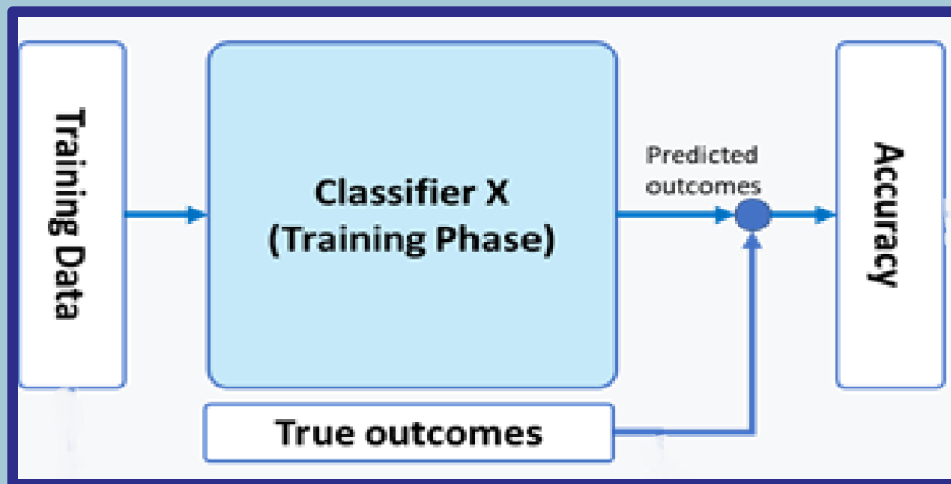 Training Data
Classifier X
(Training Phase)
Predicted
outcomes
Accuracy
True outcomes